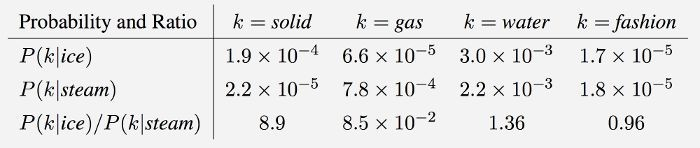 Probability and Ratio k = solid k = gas k = water k = fashion
P(k|ice) 1.9 × 10⁻⁴ 6.6 × 10⁻⁵ 3.0 × 10⁻³ 1.7 × 10⁻⁵
P(k|steam) 2.2 × 10⁻⁵ 7.8 × 10⁻⁴ 2.2 × 10⁻³ 1.8 × 10⁻⁵
P(k|ice)/P(k|steam) 8.9 8.5 × 10⁻² 1.36 0.96